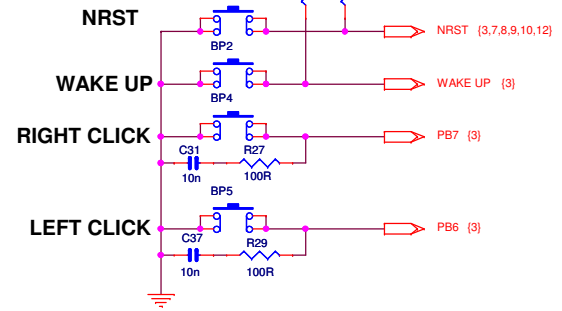 NRST
NRST {3,7,8,9,10,12}
BP2
WAKE UP
WAKE UP {3}
BP4
RIGHT CLICK
PB7 {3}
C31
R27
10n
100R
BP5
LEFT CLICK
PB6 {3}
C37
R29
10n
100R